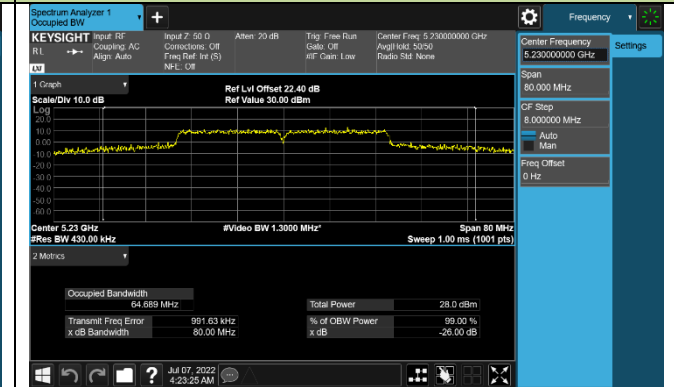 Spectrum Analyzer 1
Occupied BW
Frequency
KEYSIGHT
RL
LXI
Input: RF
Coupling: AC
Align: Auto
Input Z: 50 Ω
Corrections: Off
Freq Ref: Int (S)
NFE: Off
Atten: 20 dB
Trig: Free Run
Gate: Off
#IF Gain: Low
Center Freq: 5.230000000 GHz
Avg|Hold: 50/50
Radio Std: None
Center Frequency
5.230000000 GHz
Settings
Span
80.000 MHz
CF Step
8.000000 MHz
Auto
Man
Freq Offset
0 Hz
1 Graph
Scale/Div 10.0 dB
Ref Lvl Offset 22.40 dB
Ref Value 30.00 dBm
Log
20.0
10.0
0.00
-10.0
-20.0
-30.0
-40.0
-50.0
-60.0
Center 5.23 GHz
#Res BW 430.00 kHz
#Video BW 1.3000 MHz*
Span 80 MHz
Sweep 1.00 ms (1001 pts)
2 Metrics
Occupied Bandwidth
64.689 MHz
Total Power 28.0 dBm
Transmit Freq Error 991.63 kHz
% of OBW Power 99.00 %
x dB Bandwidth 80.00 MHz
x dB -26.00 dB
?
Jul 07, 2022
4:23:25 AM